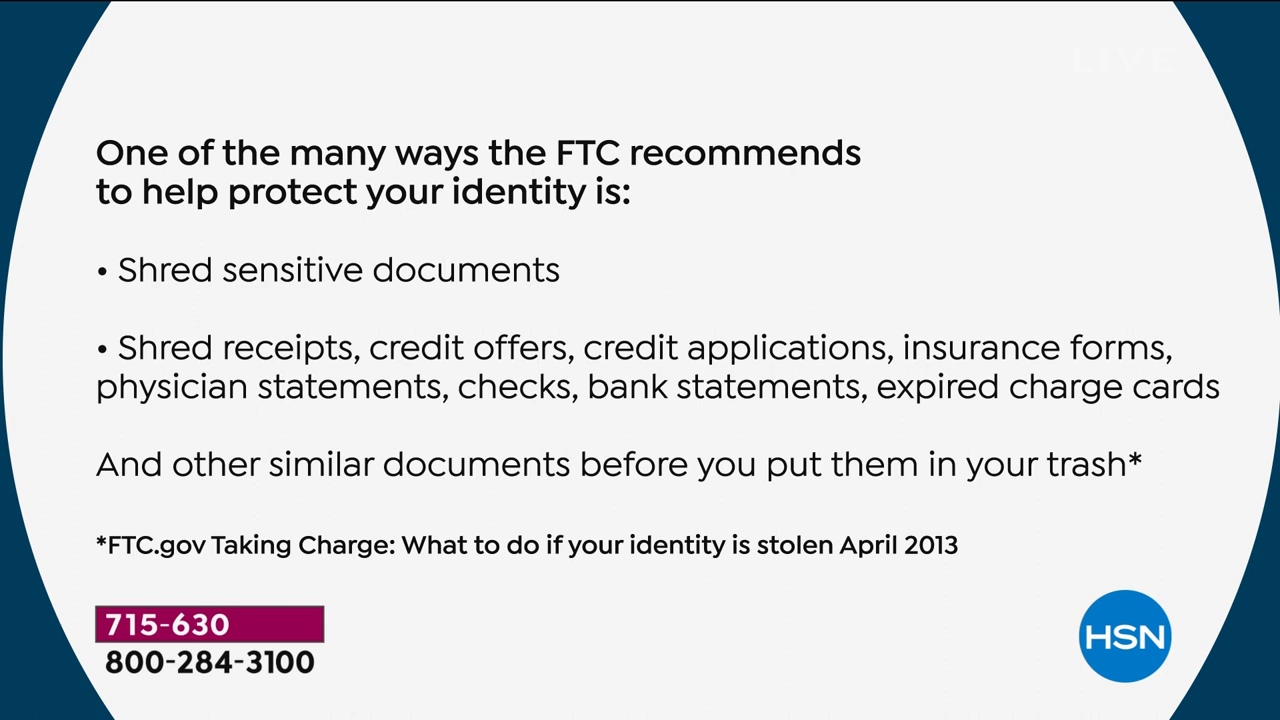 LIVE
One of the many ways the FTC recommends
to help protect your identity is:
• Shred sensitive documents
• Shred receipts, credit offers, credit applications, insurance forms,
physician statements, checks, bank statements, expired charge cards
And other similar documents before you put them in your trash*
*FTC.gov Taking Charge: What to do if your identity is stolen April 2013
715-630
800-284-3100
HSN